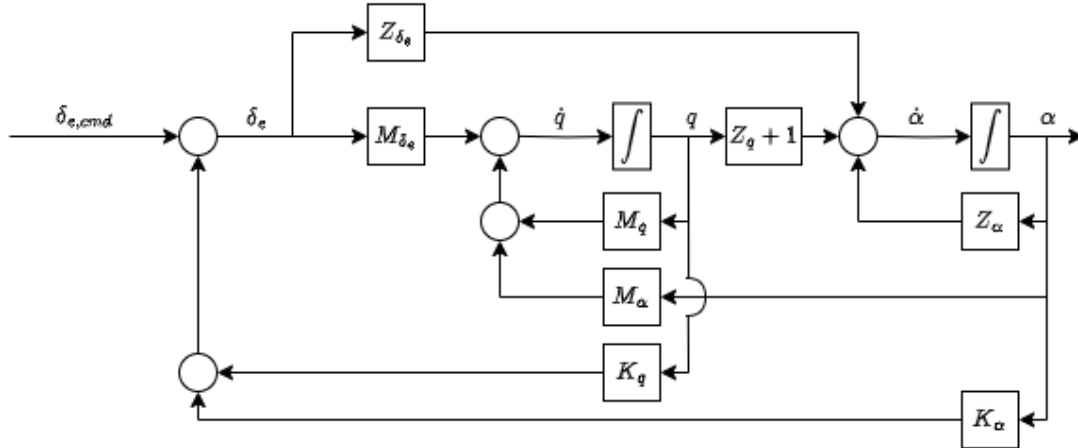 Z_{δ_e}
δ_{e,cmd} δ_e M_{δ_e} q̇ ∫ q Z_q + 1 α̇ ∫ α
M_q Z_α
M_α
K_q
K_α